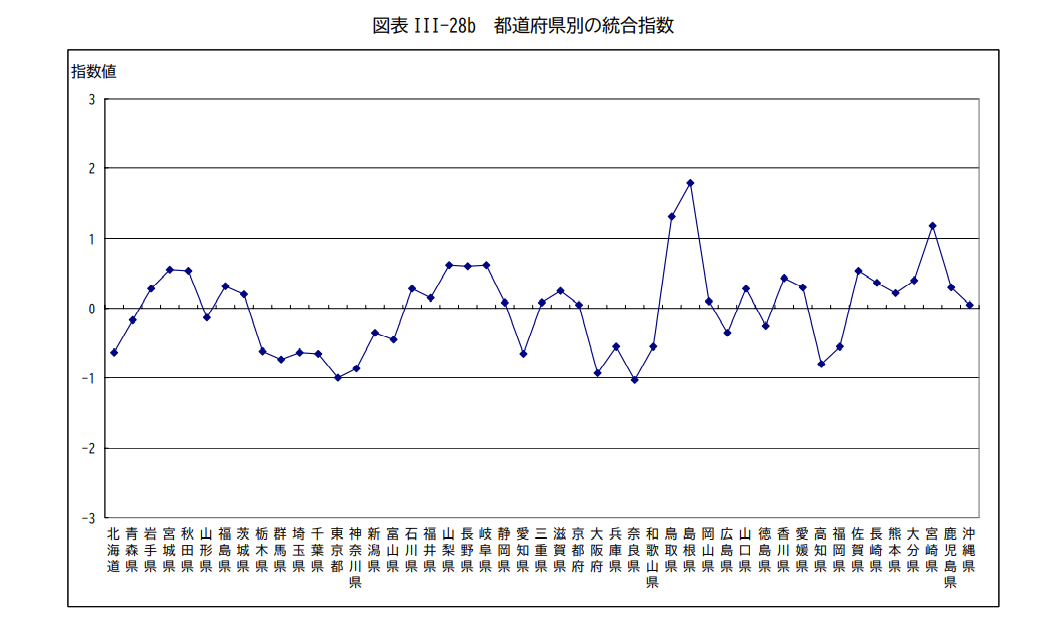 図表 III-28b　都道府県別の統合指数
指数値
3
2
1
0
-1
-2
-3
北海道
青森県
岩手県
宮城県
秋田県
山形県
福島県
茨城県
栃木県
群馬県
埼玉県
千葉県
東京都
神奈川県
新潟県
富山県
石川県
福井県
山梨県
長野県
岐阜県
静岡県
愛知県
三重県
滋賀県
京都府
大阪府
兵庫県
奈良県
和歌山県
鳥取県
島根県
岡山県
広島県
山口県
徳島県
香川県
愛媛県
高知県
福岡県
佐賀県
長崎県
熊本県
大分県
宮崎県
鹿児島県
沖縄県